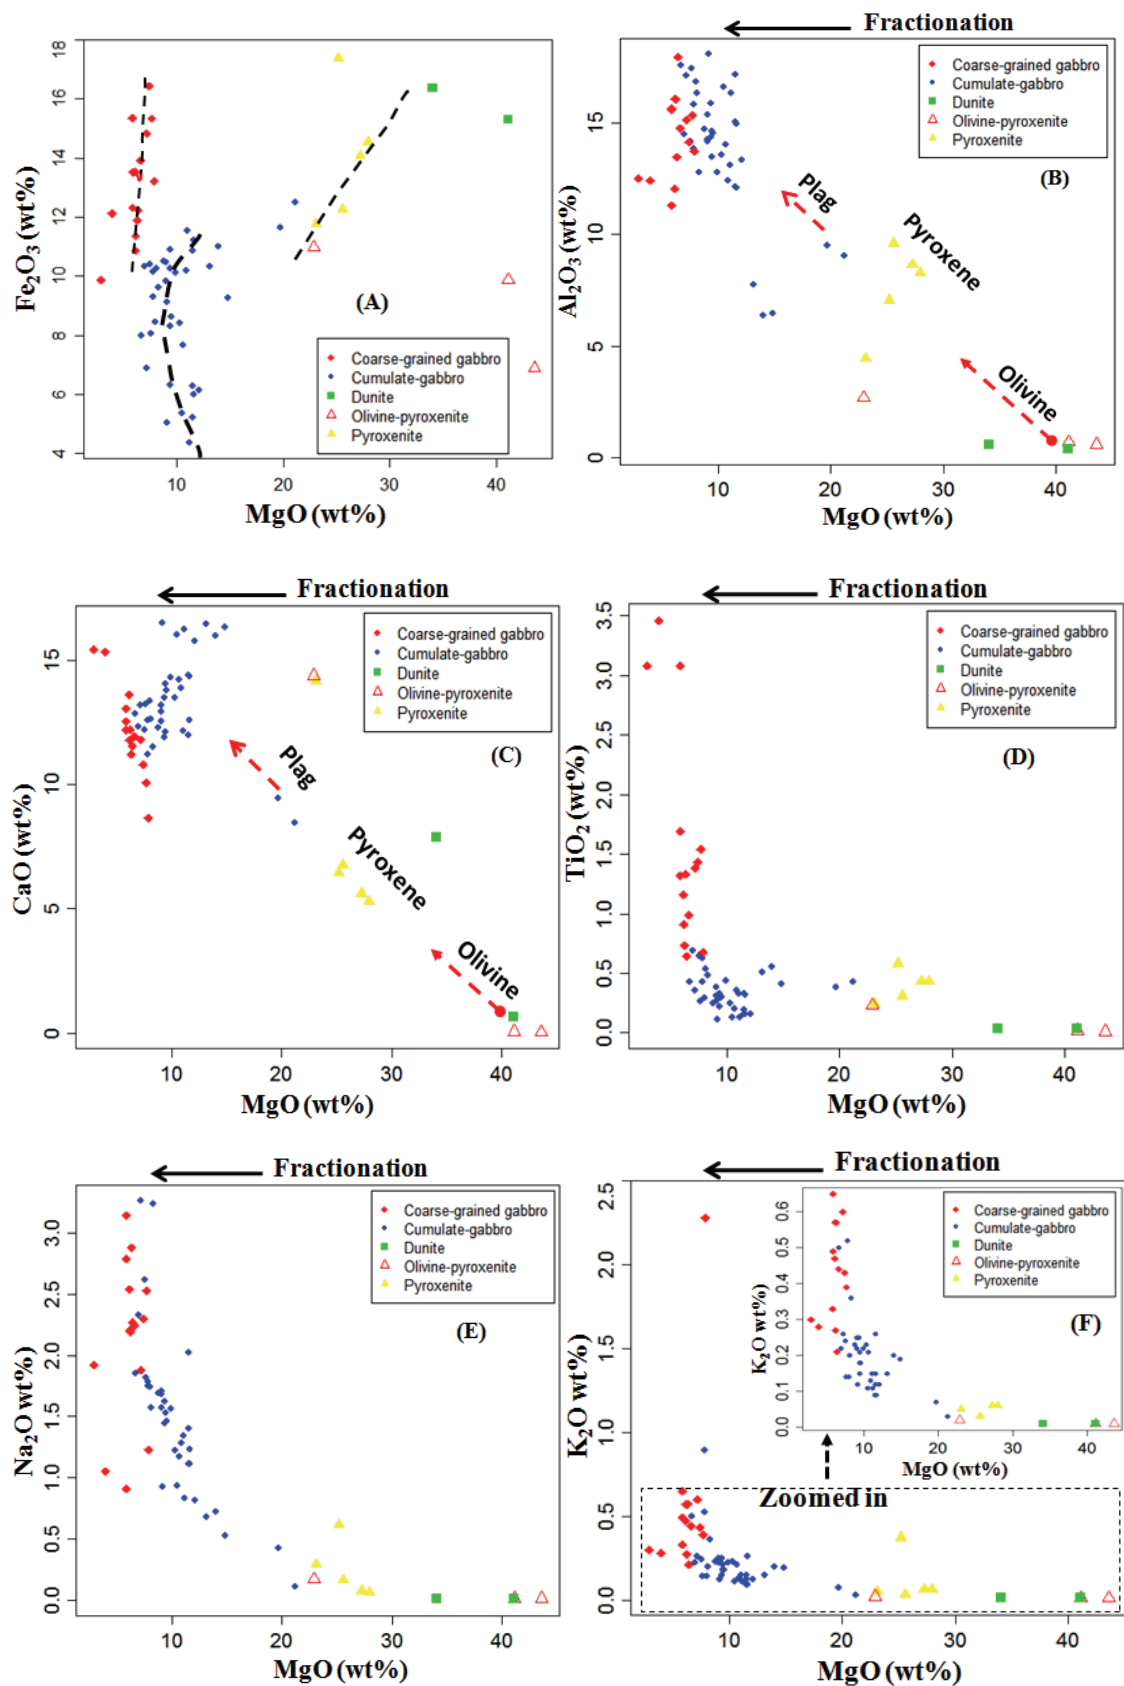 Fractionation
18
16
14
12
10
8
6
4
Fe2O3 (wt%)
(A)
Coarse-grained gabbro
Cumulate-gabbro
Dunite
Olivine-pyroxenite
Pyroxenite
10 20 30 40
MgO (wt%)
15
10
5
0
Al2O3 (wt%)
Coarse-grained gabbro
Cumulate-gabbro
Dunite
Olivine-pyroxenite
Pyroxenite
(B)
Plag
Pyroxene
Olivine
10 20 30 40
MgO (wt%)
Fractionation
15
10
5
0
CaO (wt%)
Coarse-grained gabbro
Cumulate-gabbro
Dunite
Olivine-pyroxenite
Pyroxenite
(C)
Plag
Pyroxene
Olivine
10 20 30 40
MgO (wt%)
Fractionation
3.5
3.0
2.5
2.0
1.5
1.0
0.5
0.0
TiO2 (wt%)
Coarse-grained gabbro
Cumulate-gabbro
Dunite
Olivine-pyroxenite
Pyroxenite
(D)
10 20 30 40
MgO (wt%)
Fractionation
3.0
2.5
2.0
1.5
1.0
0.5
0.0
Na2O wt%)
Coarse-grained gabbro
Cumulate-gabbro
Dunite
Olivine-pyroxenite
Pyroxenite
(E)
10 20 30 40
MgO (wt%)
Fractionation
2.5
2.0
1.5
1.0
0.5
0.0
K2O wt%)
0.6
0.5
0.4
0.3
0.2
0.1
0.0
K2O wt%)
Coarse-grained gabbro
Cumulate-gabbro
Dunite
Olivine-pyroxenite
Pyroxenite
(F)
10 20 30 40
MgO (wt%)
Zoomed in
10 20 30 40
MgO (wt%)